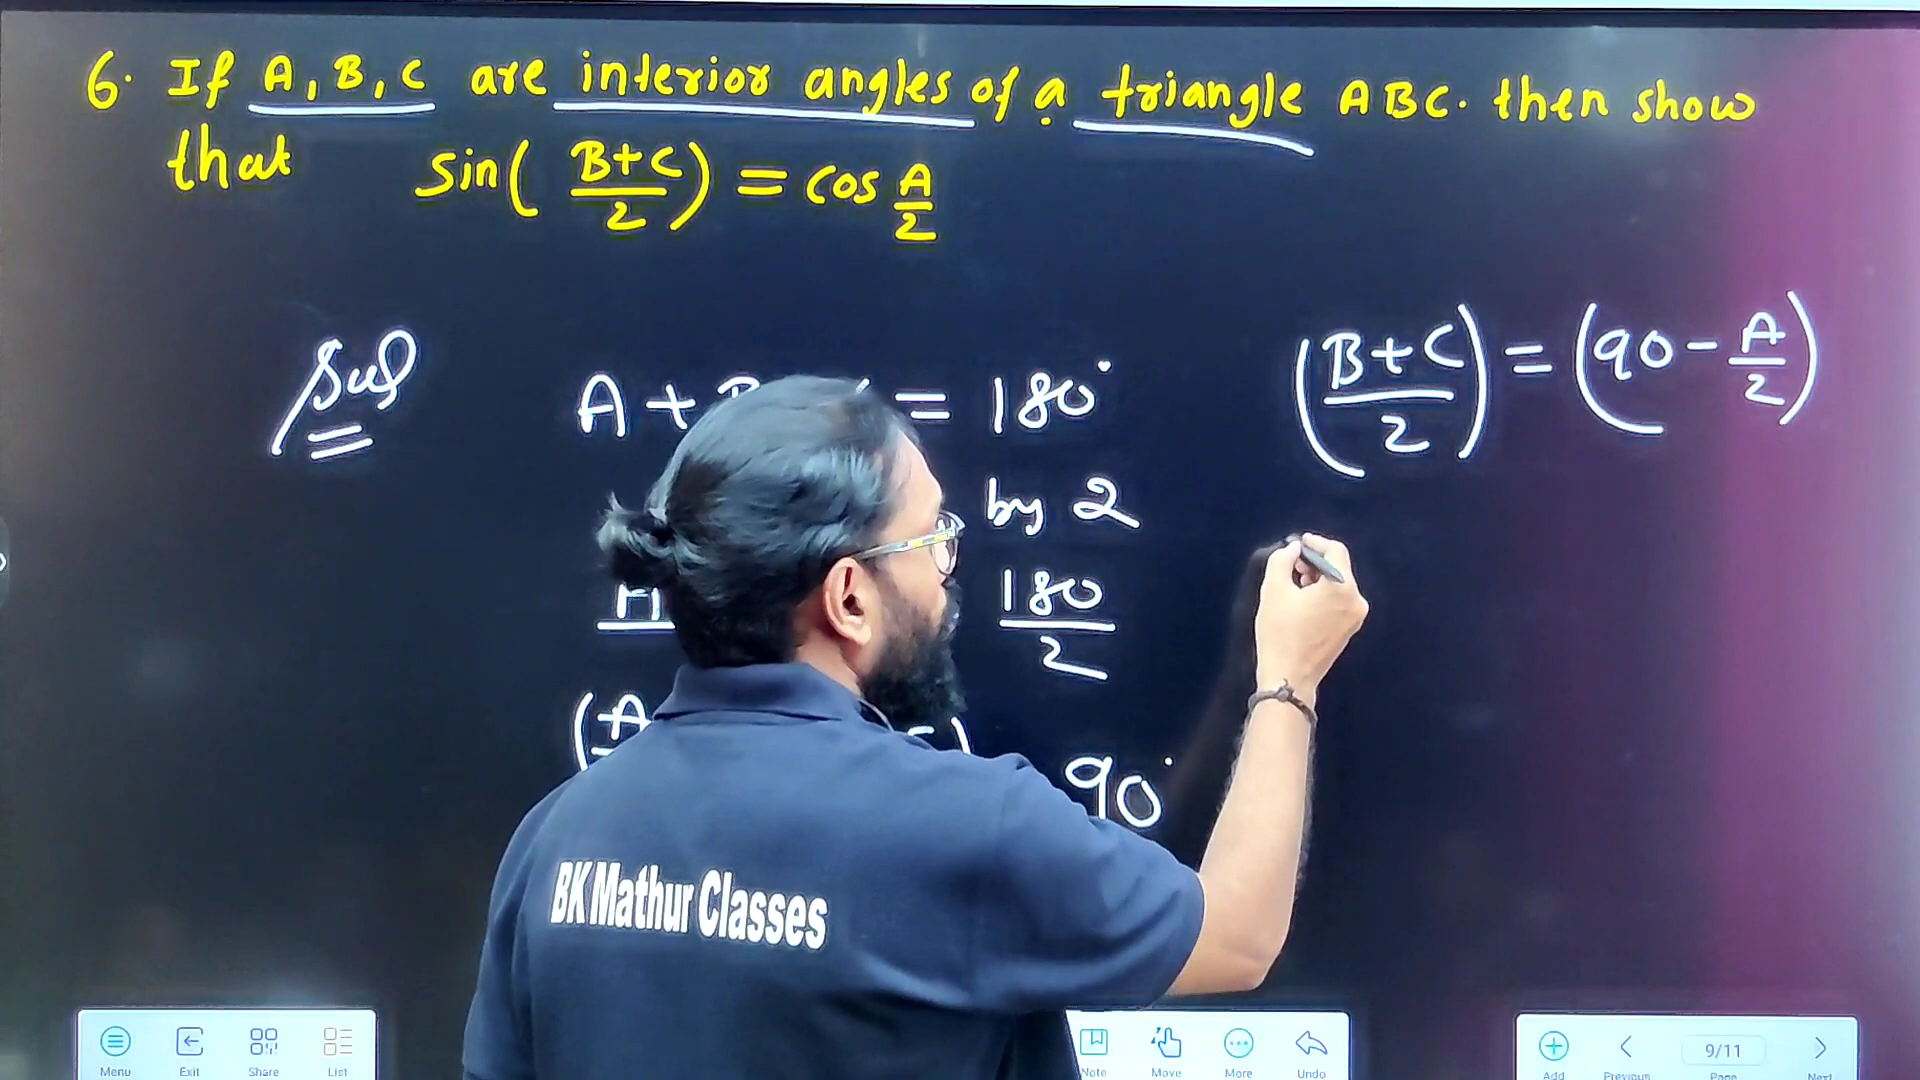 6. If A, B, C are interior angles of a triangle ABC. then show
that sin( B+C/2 ) = cos A/2
Sol
A + = 180°
by 2
180/2
(A 90°
(B+C/2) = (90 - A/2)
BK Mathur Classes
Menu Exit Share List Note Move More Undo Add Previous 9/11 Page Next